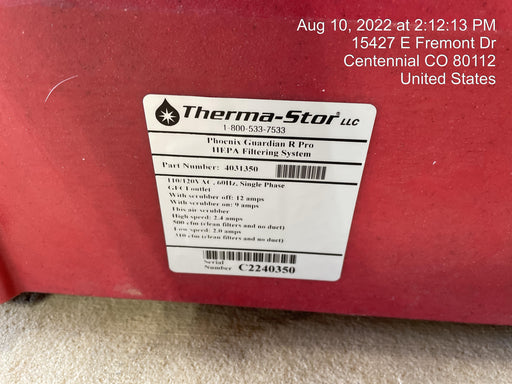 Aug 10, 2022 at 2:12:13 PM
15427 E Fremont Dr
Centennial CO 80112
United States
Therma-Stor LLC
1-800-533-7533
Phoenix Guardian R Pro
HEPA Filtering System
Part Number: 4031350
110/120VAC, 60Hz, Single Phase
GFCI outlet
With scrubber off: 12 amps
With scrubber on: 9 amps
This air scrubber
High speed: 2.4 amps
500 cfm (clean filters and no duct)
Low speed: 2.0 amps
310 cfm (clean filters and no duct)
Serial
Number C2240350